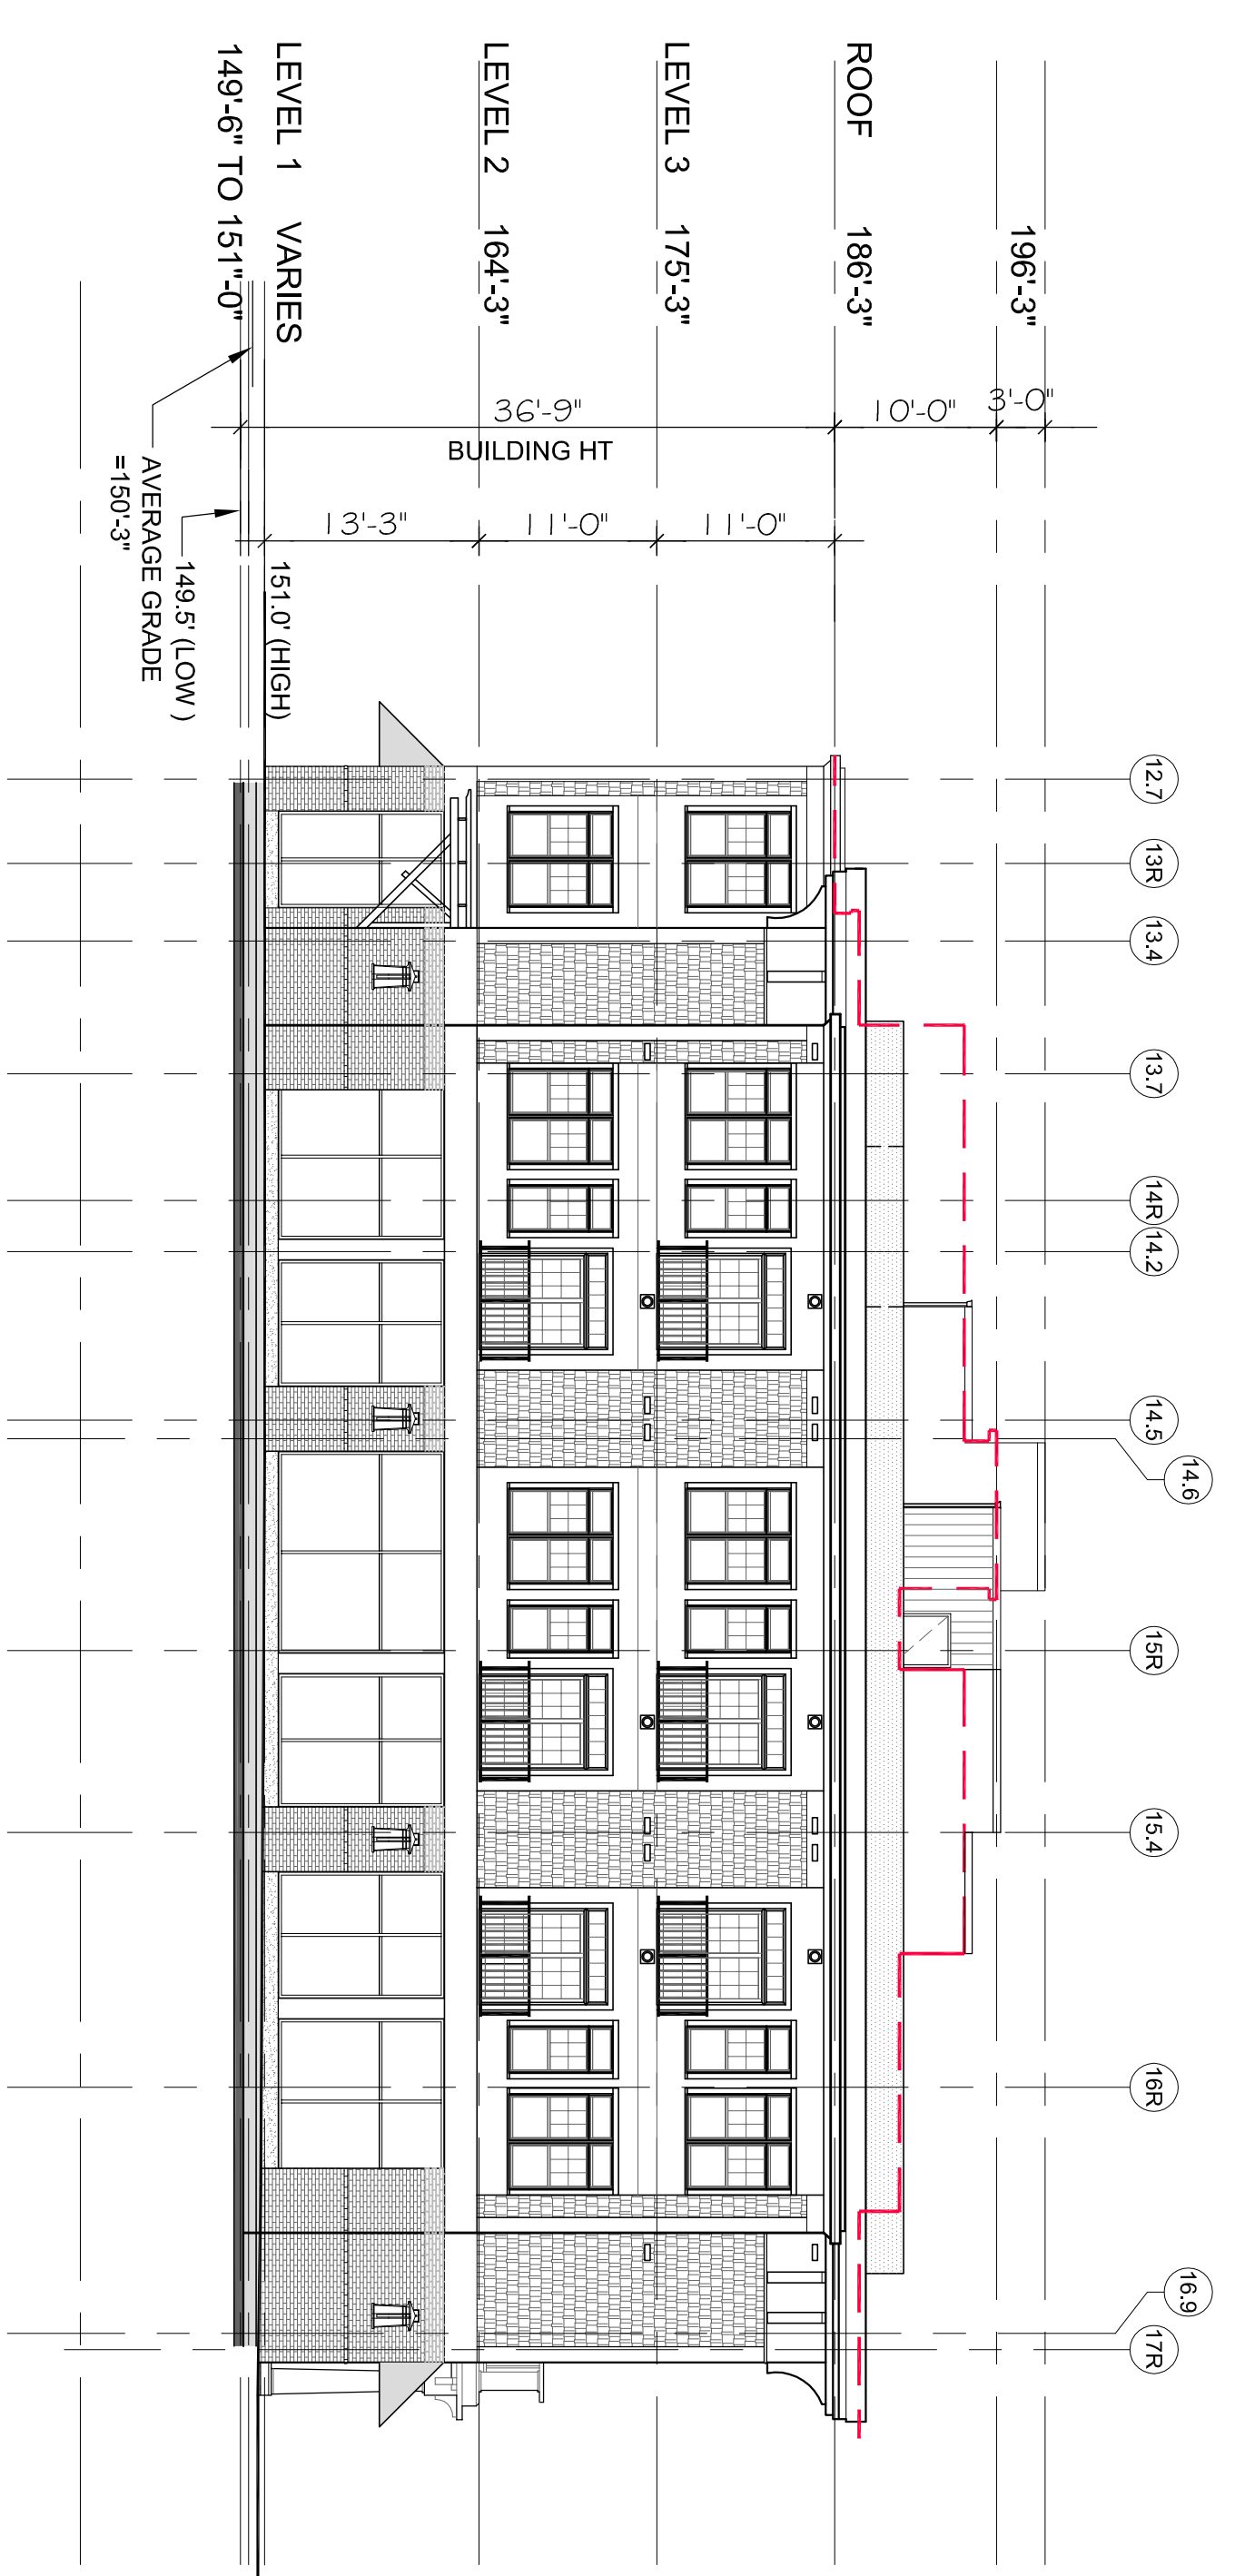 12.7
13R
13.4
13.7
14R
14.2
14.5
14.6
15R
15.4
16R
16.9
17R
196'-3"
3'-0"
10'-0"
ROOF 186'-3"
11'-0"
LEVEL 3 175'-3"
11'-0"
36'-9"
BUILDING HT
LEVEL 2 164'-3"
13'-3"
LEVEL 1 VARIES
149'-6" TO 151"-0"
151.0' (HIGH)
149.5' (LOW )
AVERAGE GRADE
=150'-3"